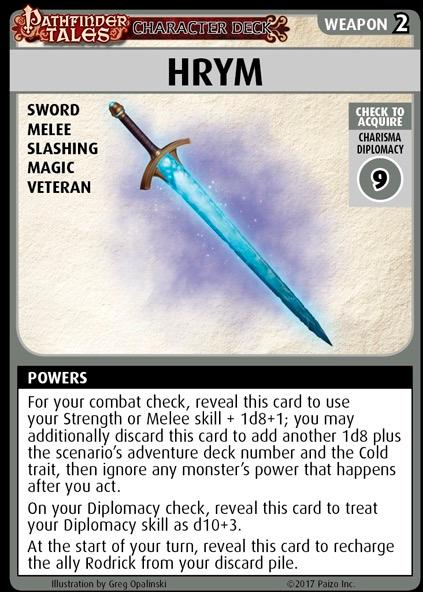 PATHFINDER TALES CHARACTER DECK WEAPON 2
HRYM
SWORD
MELEE
SLASHING
MAGIC
VETERAN
CHECK TO
ACQUIRE
CHARISMA
DIPLOMACY
9
POWERS
For your combat check, reveal this card to use
your Strength or Melee skill + 1d8+1; you may
additionally discard this card to add another 1d8 plus
the scenario's adventure deck number and the Cold
trait, then ignore any monster's power that happens
after you act.
On your Diplomacy check, reveal this card to treat
your Diplomacy skill as d10+3.
At the start of your turn, reveal this card to recharge
the ally Rodrick from your discard pile.
Illustration by Greg Opalinski ©2017 Paizo Inc.